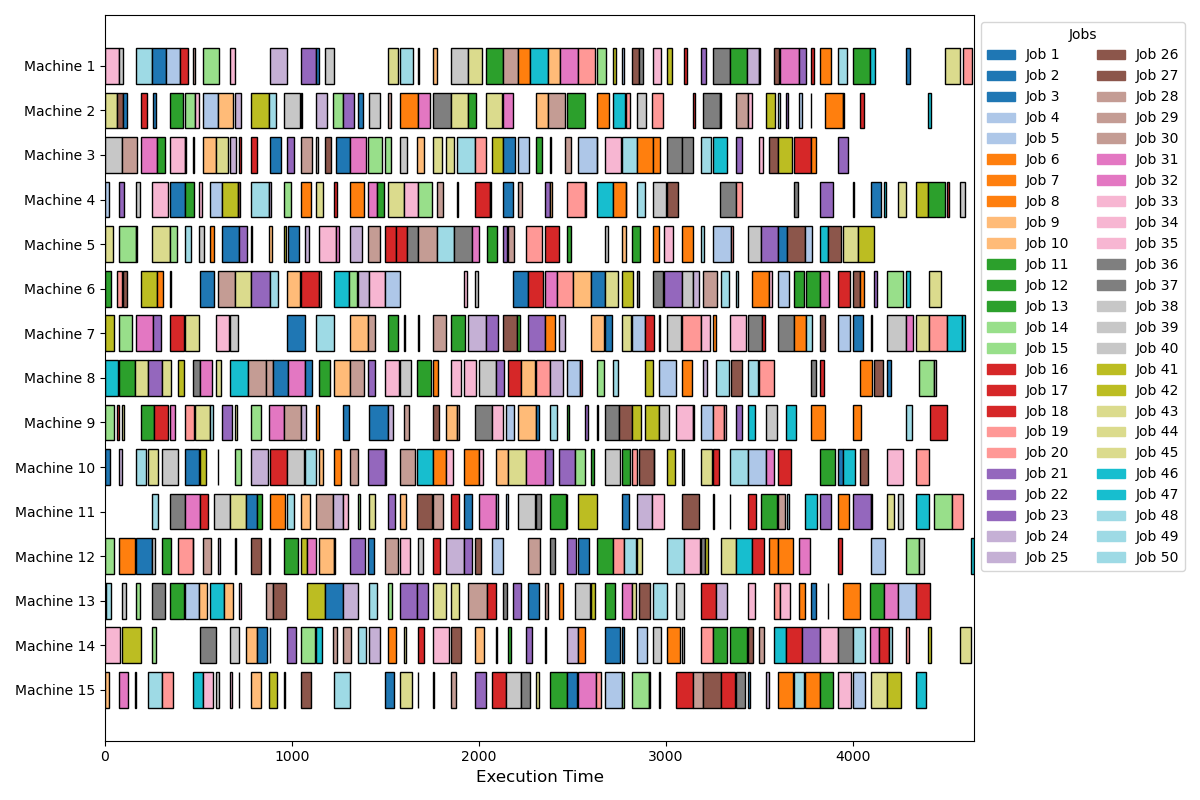 Machine 1
Machine 2
Machine 3
Machine 4
Machine 5
Machine 6
Machine 7
Machine 8
Machine 9
Machine 10
Machine 11
Machine 12
Machine 13
Machine 14
Machine 15
0 1000 2000 3000 4000
Execution Time
Jobs
Job 1
Job 2
Job 3
Job 4
Job 5
Job 6
Job 7
Job 8
Job 9
Job 10
Job 11
Job 12
Job 13
Job 14
Job 15
Job 16
Job 17
Job 18
Job 19
Job 20
Job 21
Job 22
Job 23
Job 24
Job 25
Job 26
Job 27
Job 28
Job 29
Job 30
Job 31
Job 32
Job 33
Job 34
Job 35
Job 36
Job 37
Job 38
Job 39
Job 40
Job 41
Job 42
Job 43
Job 44
Job 45
Job 46
Job 47
Job 48
Job 49
Job 50